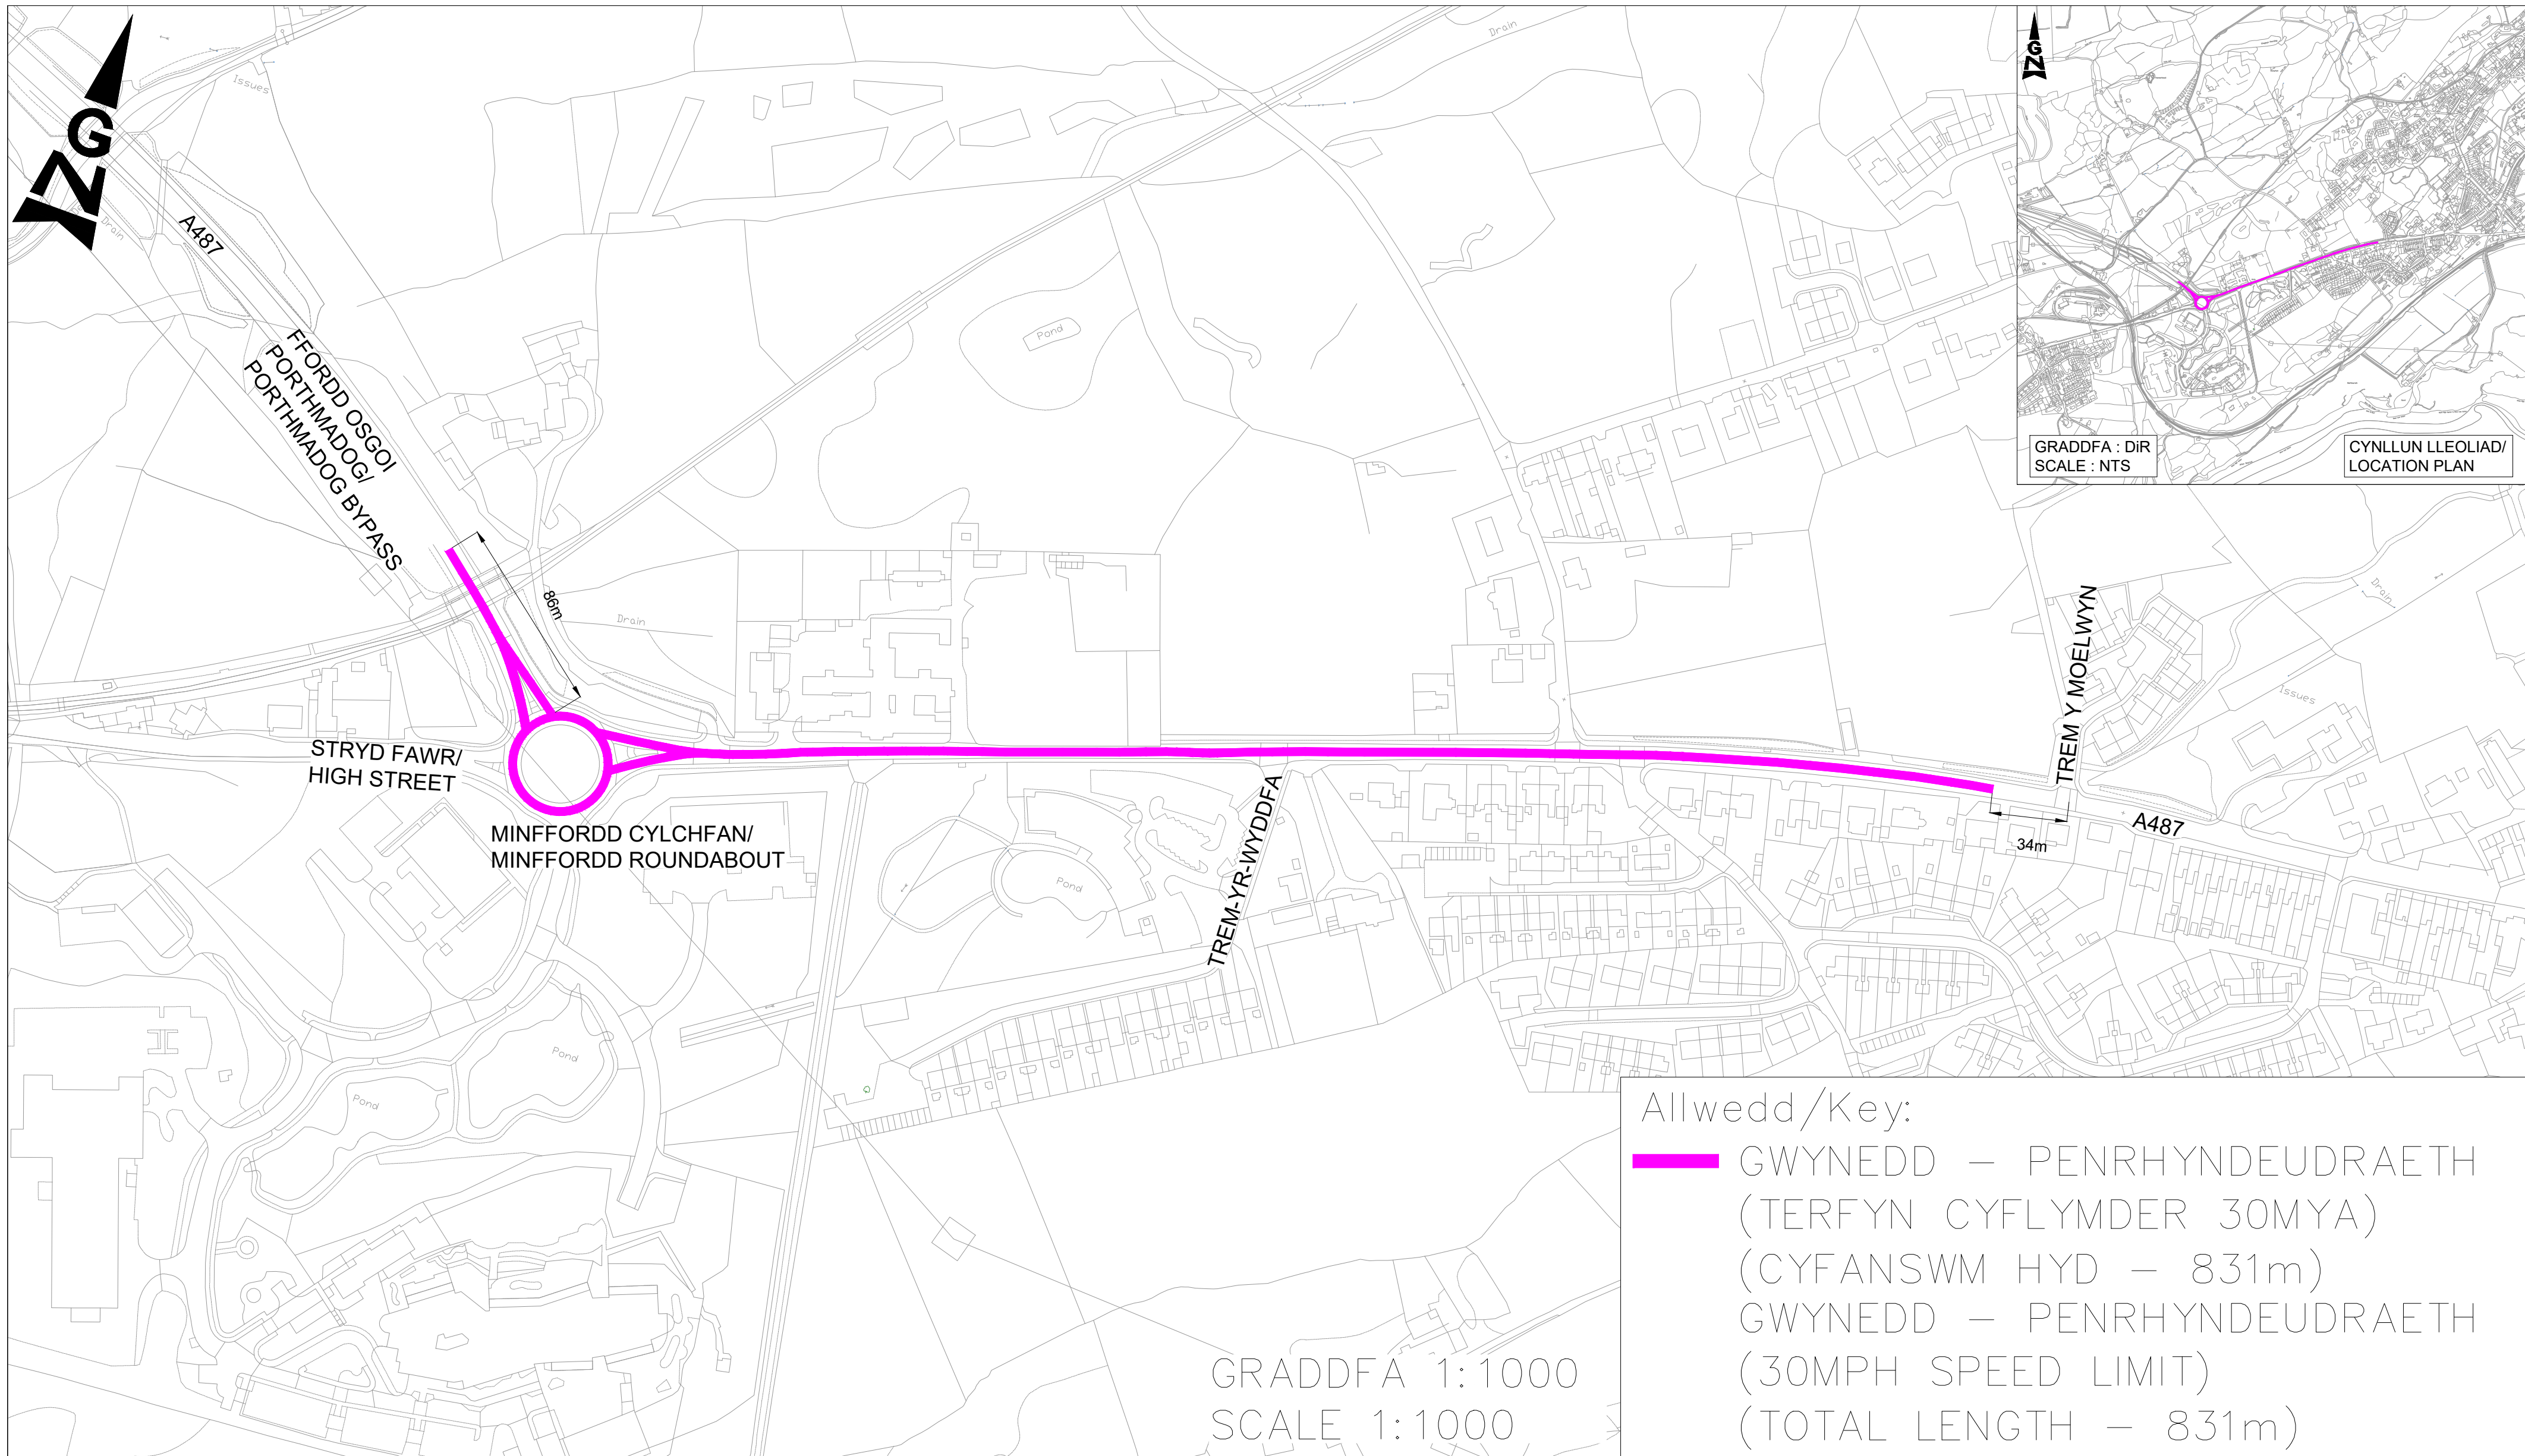 G
N
A487
Issues
Drain
Drain
FFORDD OSGOI
PORTHMADOG/
PORTHMADOG BYPASS
86m
Drain
Pond
STRYD FAWR/
HIGH STREET
MINFFORDD CYLCHFAN/
MINFFORDD ROUNDABOUT
TREM-YR-WYDDFA
Pond
Pond
Pond
TREM Y MOELWYN
34m
A487
Drain
Issues
G
N
GRADDFA : DiR
SCALE : NTS
CYNLLUN LLEOLIAD/
LOCATION PLAN
GRADDFA 1:1000
SCALE 1:1000
Allwedd/Key:
GWYNEDD – PENRHYNDEUDRAETH
(TERFYN CYFLYMDER 30MYA)
(CYFANSWM HYD – 831m)
GWYNEDD – PENRHYNDEUDRAETH
(30MPH SPEED LIMIT)
(TOTAL LENGTH – 831m)